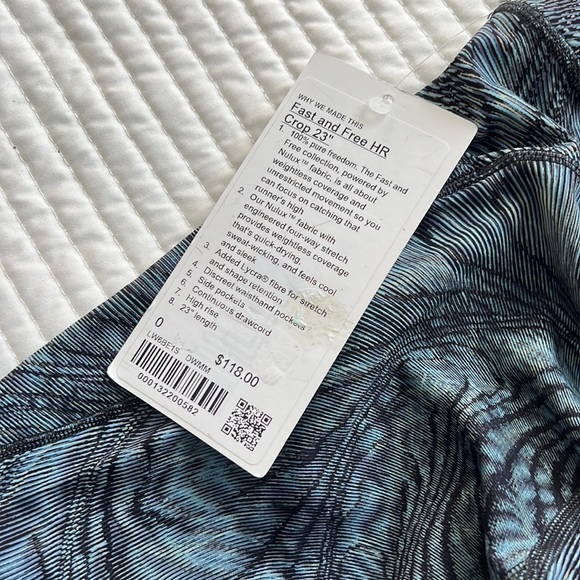 WHY WE MADE THIS
Fast and Free HR
Crop 23"
1. 100% pure freedom. The Fast and
Free collection, powered by
Nulux™ fabric, is all about
weightless coverage and
unrestricted movement so you
can focus on catching that
runner's high
2. Our Nulux™ fabric with
engineered four-way stretch
provides weightless coverage
that's quick-drying,
sweat-wicking, and feels cool
and sleek
3. Added Lycra® fibre for stretch
and shape retention
4. Discreet waistband pockets
5. Side pockets
6. Continuous drawcord
7. High rise
8. 23" length
0
LW6BE1S DWMM $118.00
000132200582